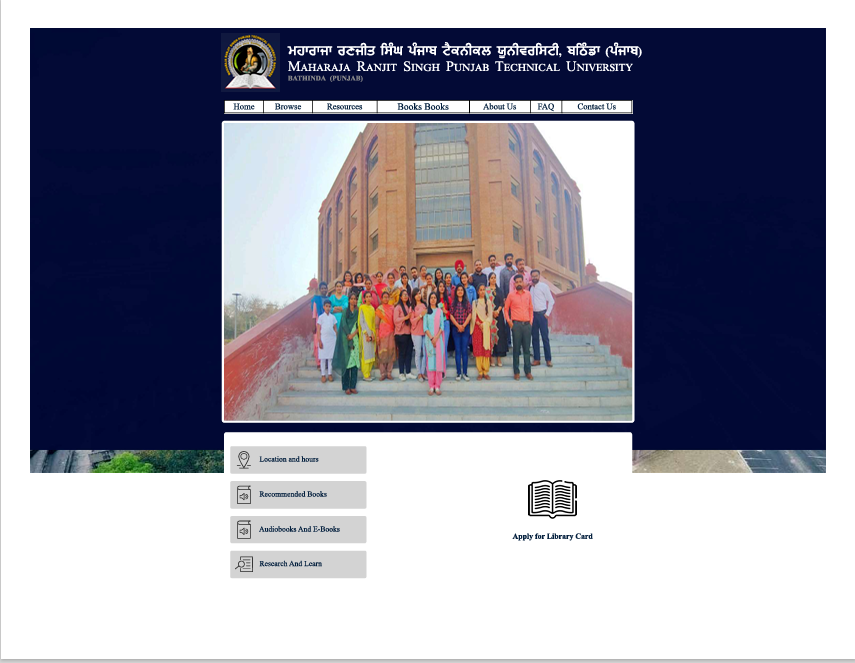 ਮਹਾਰਾਜਾ ਰਣਜੀਤ ਸਿੰਘ ਪੰਜਾਬ ਟੈਕਨੀਕਲ ਯੂਨੀਵਰਸਿਟੀ, ਬਠਿੰਡਾ (ਪੰਜਾਬ)
MAHARAJA RANJIT SINGH PUNJAB TECHNICAL UNIVERSITY
BATHINDA (PUNJAB)
Home Browse Resources Books Books About Us FAQ Contact Us
Location and hours
Recommended Books
Audiobooks And E-Books
Research And Learn
Apply for Library Card